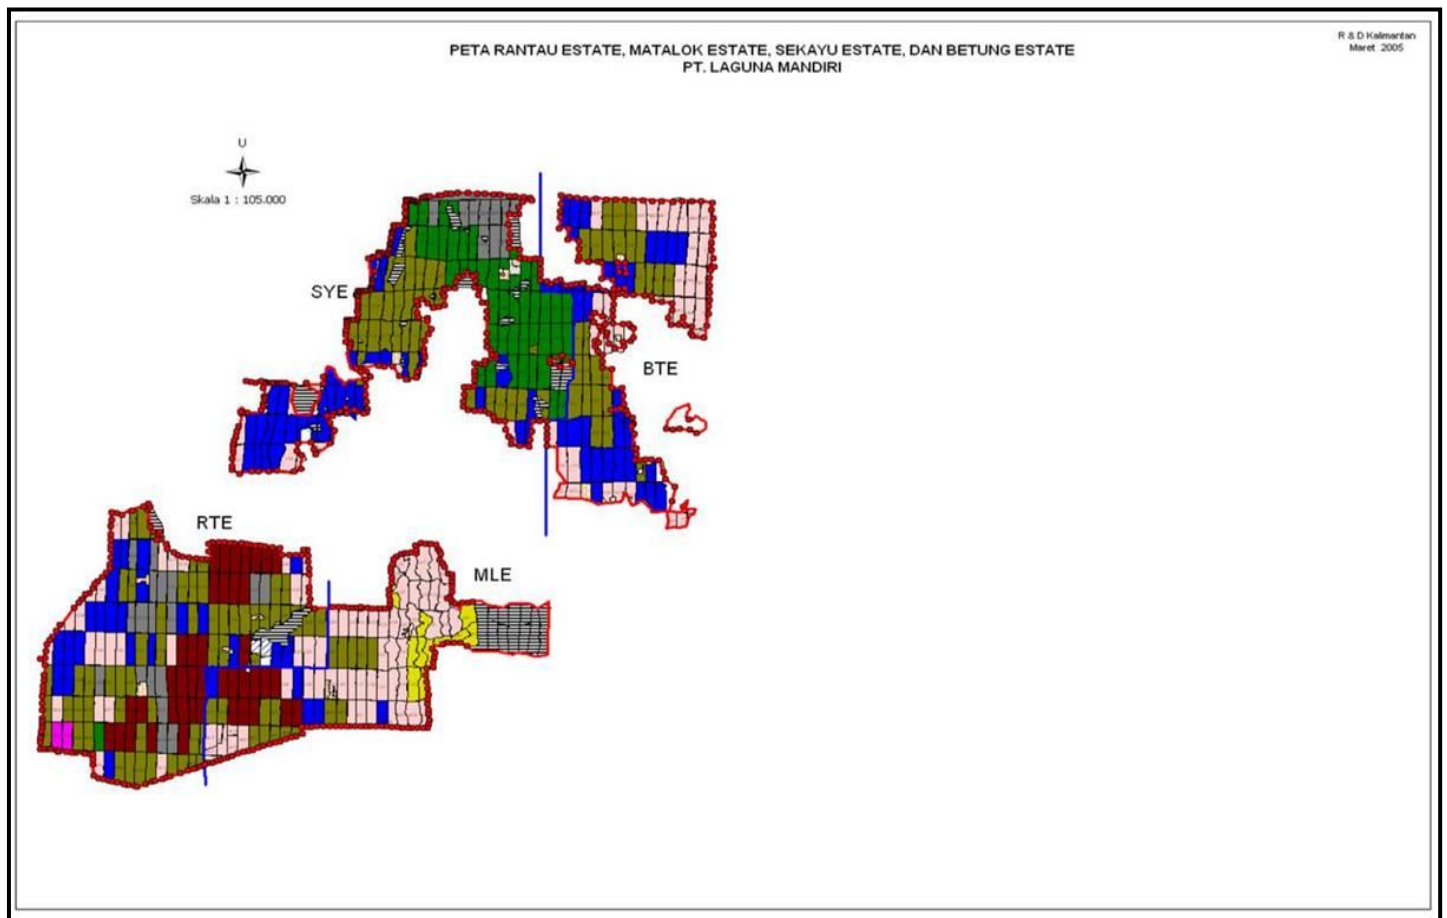 PETA RANTAU ESTATE, MATALOK ESTATE, SEKAYU ESTATE, DAN BETUNG ESTATE
PT. LAGUNA MANDIRI
R & D Kalimantan
Maret 2005
U
Skala 1 : 105.000
SYE
BTE
RTE
MLE